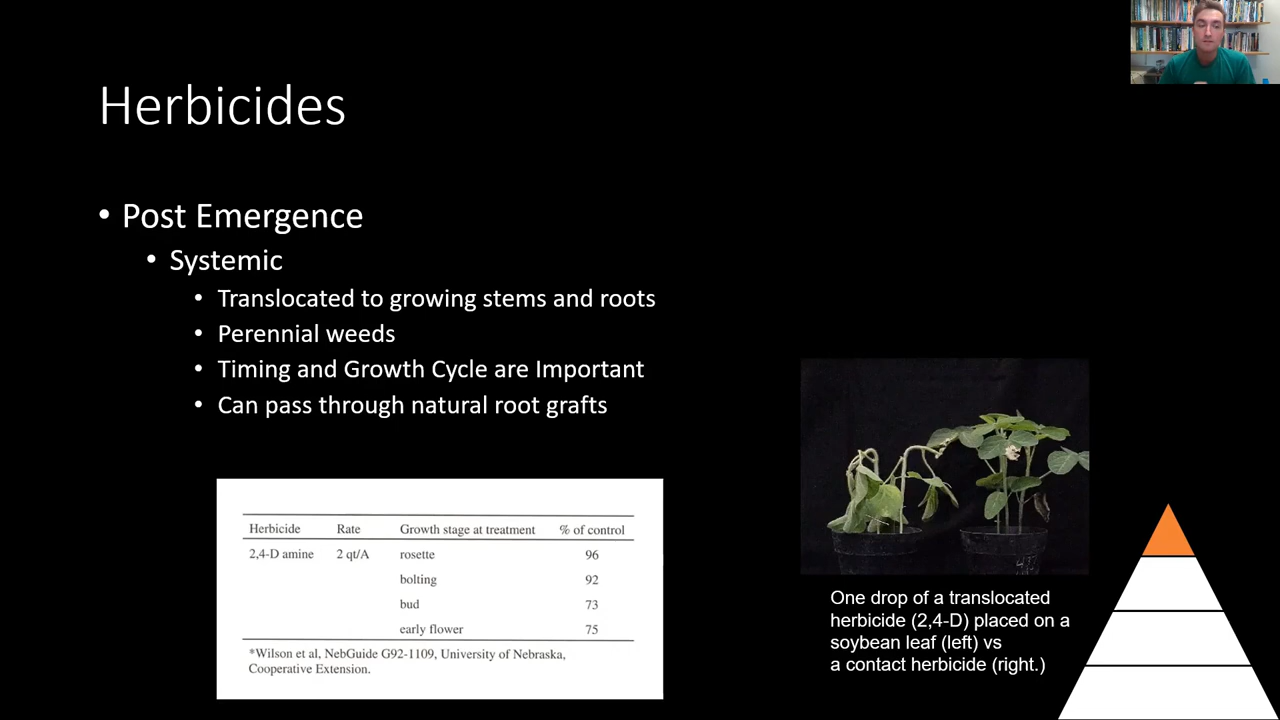 Herbicides
• Post Emergence
• Systemic
• Translocated to growing stems and roots
• Perennial weeds
• Timing and Growth Cycle are Important
• Can pass through natural root grafts
Herbicide Rate Growth stage at treatment % of control
2,4-D amine 2 qt/A rosette 96
bolting 92
bud 73
early flower 75
*Wilson et al, NebGuide G92-1109, University of Nebraska,
Cooperative Extension.
One drop of a translocated
herbicide (2,4-D) placed on a
soybean leaf (left) vs
a contact herbicide (right.)